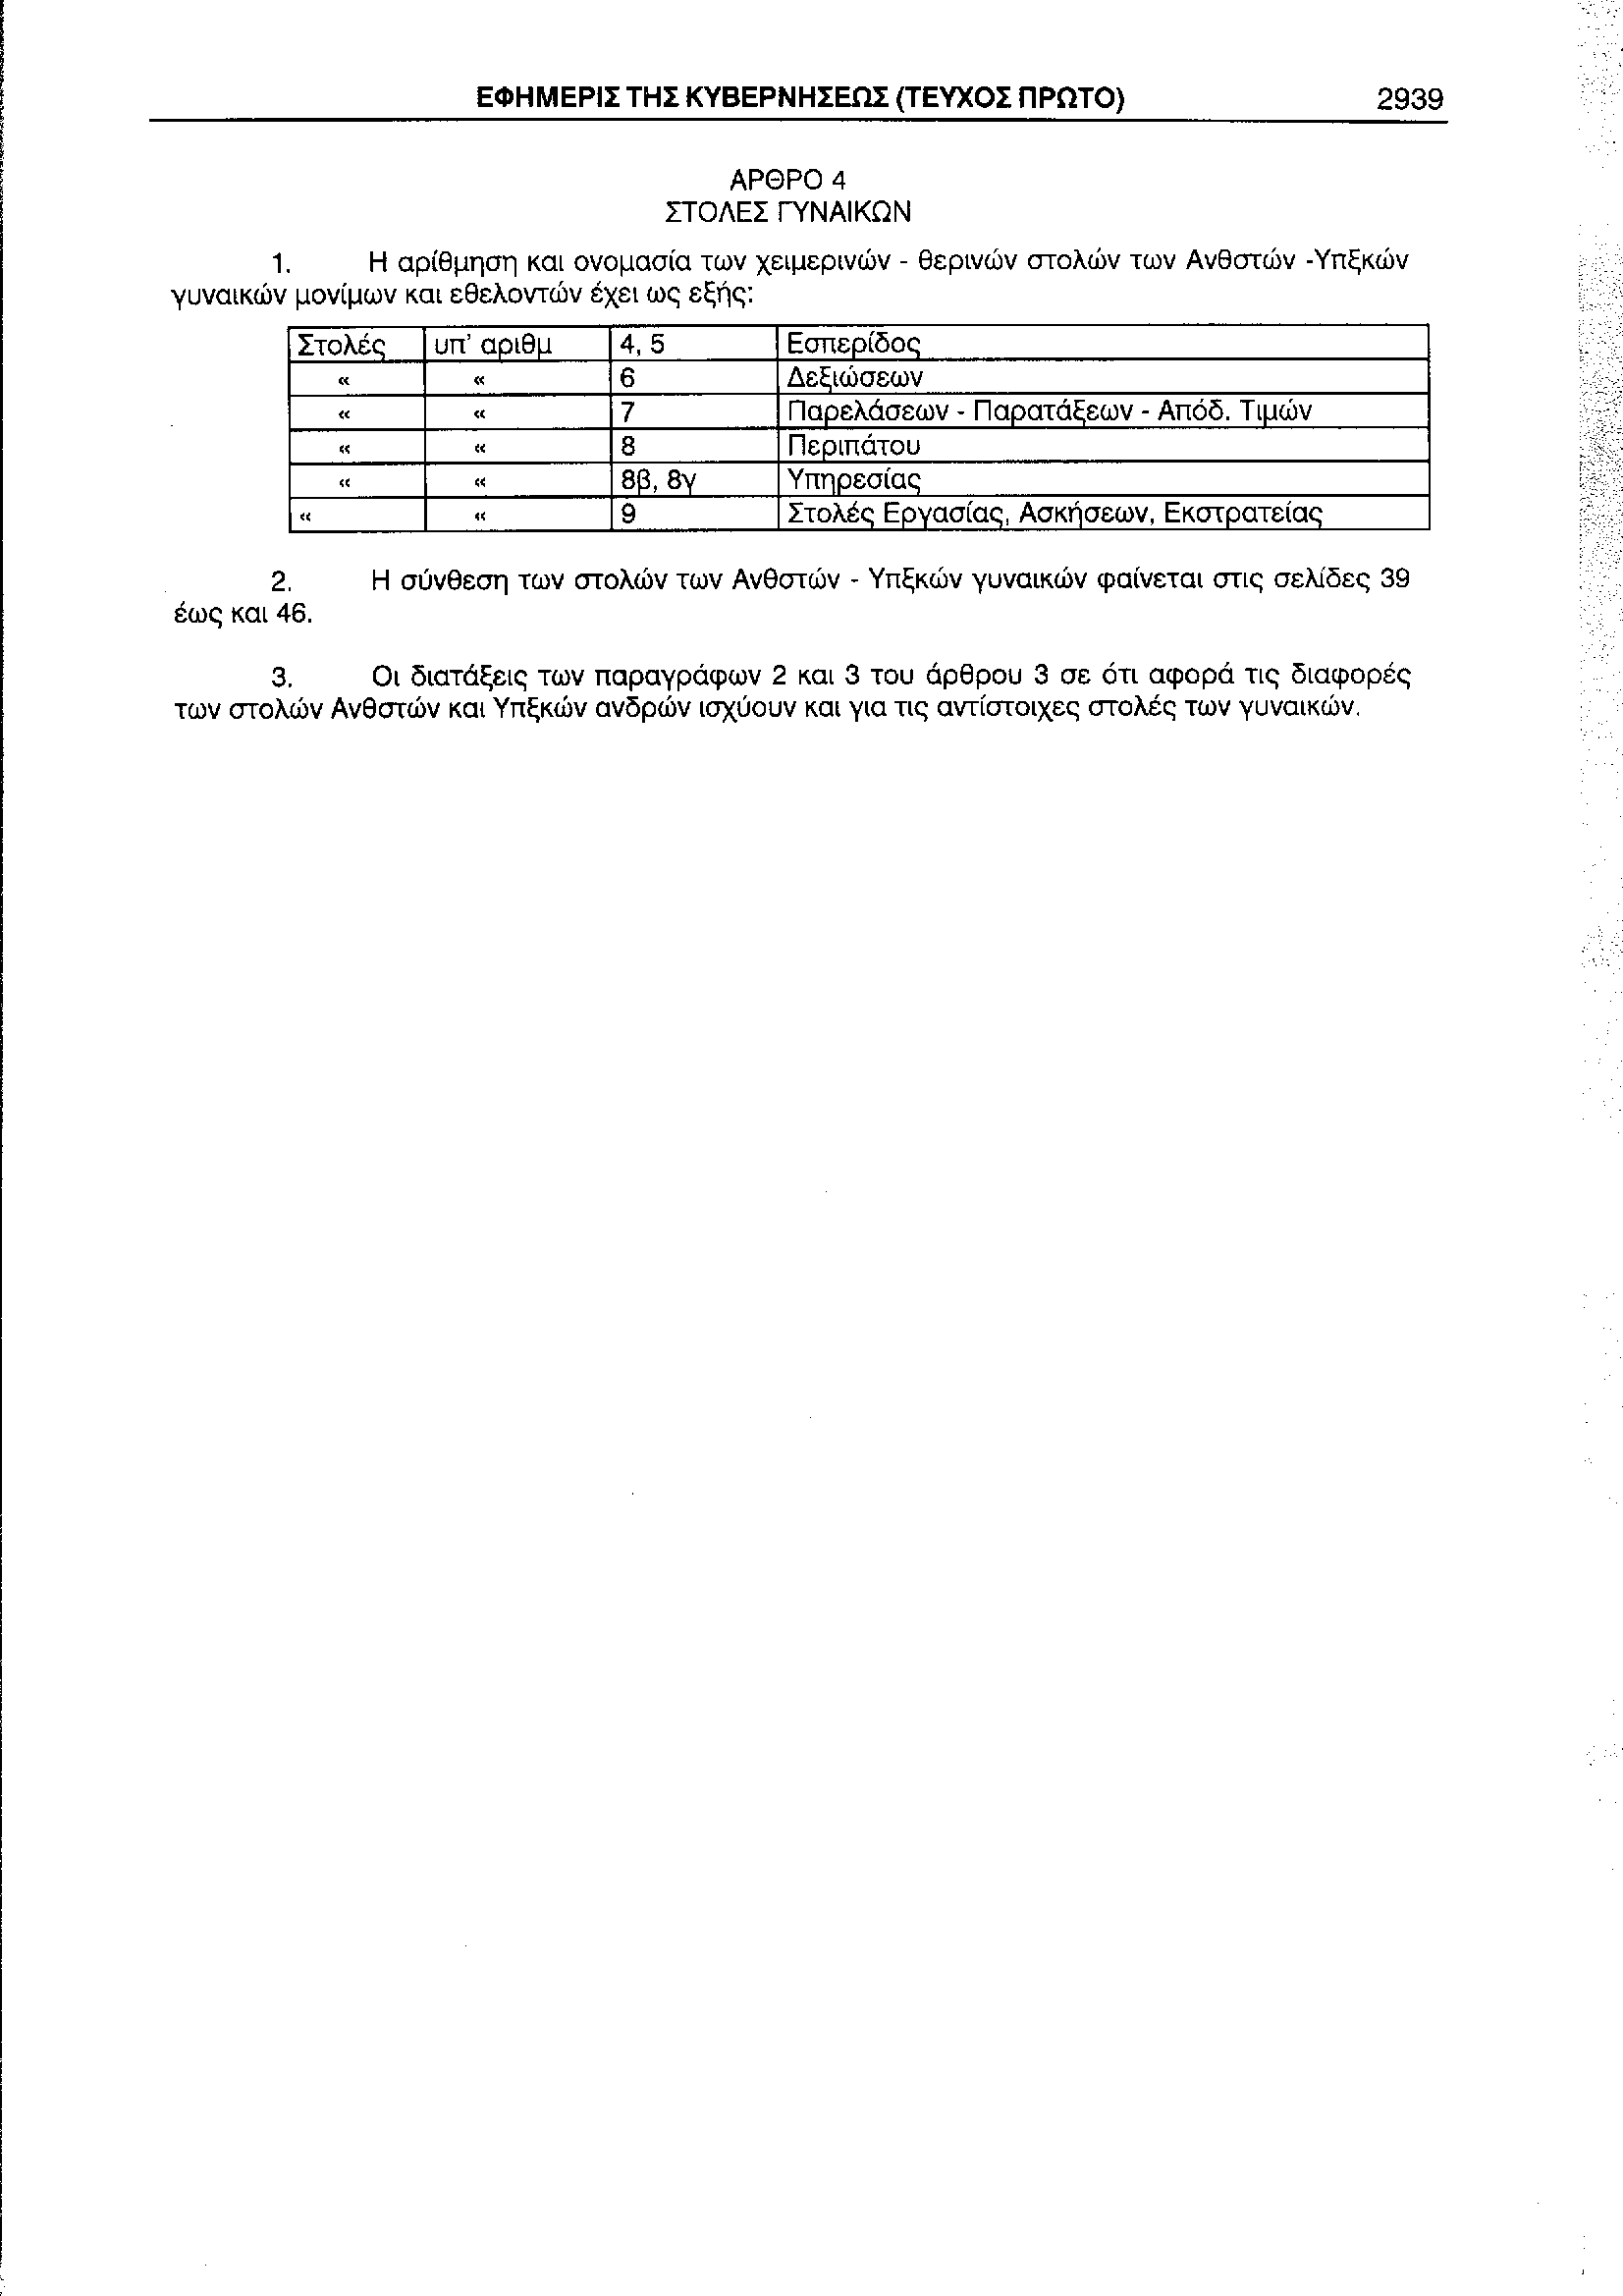 ΕΦΗΜΕΡΙΣ ΤΗΣ ΚΥΒΕΡΝΗΣΕΩΣ (ΤΕΥΧΟΣ ΠΡΩΤΟ) 2939
ΑΡΘΡΟ 4
ΣΤΟΛΕΣ ΓΥΝΑΙΚΩΝ
1. Η αρίθμηση και ονομασία των χειμερινών - θερινών στολών των Ανθστών -Υπξκών
γυναικών μονίμων και εθελοντών έχει ως εξής:
Στολές υπ' αριθμ 4, 5 Εσπερίδος
« « 6 Δεξιώσεων
« « 7 Παρελάσεων - Παρατάξεων - Απόδ. Τιμών
« « 8 Περιπάτου
« « 8β, 8γ Υπηρεσίας
« « 9 Στολές Εργασίας, Ασκήσεων, Εκστρατείας
2. Η σύνθεση των στολών των Ανθστών - Υπξκών γυναικών φαίνεται στις σελίδες 39
έως και 46.
3. Οι διατάξεις των παραγράφων 2 και 3 του άρθρου 3 σε ότι αφορά τις διαφορές
των στολών Ανθστών και Υπξκών ανδρών ισχύουν και για τις αντίστοιχες στολές των γυναικών.